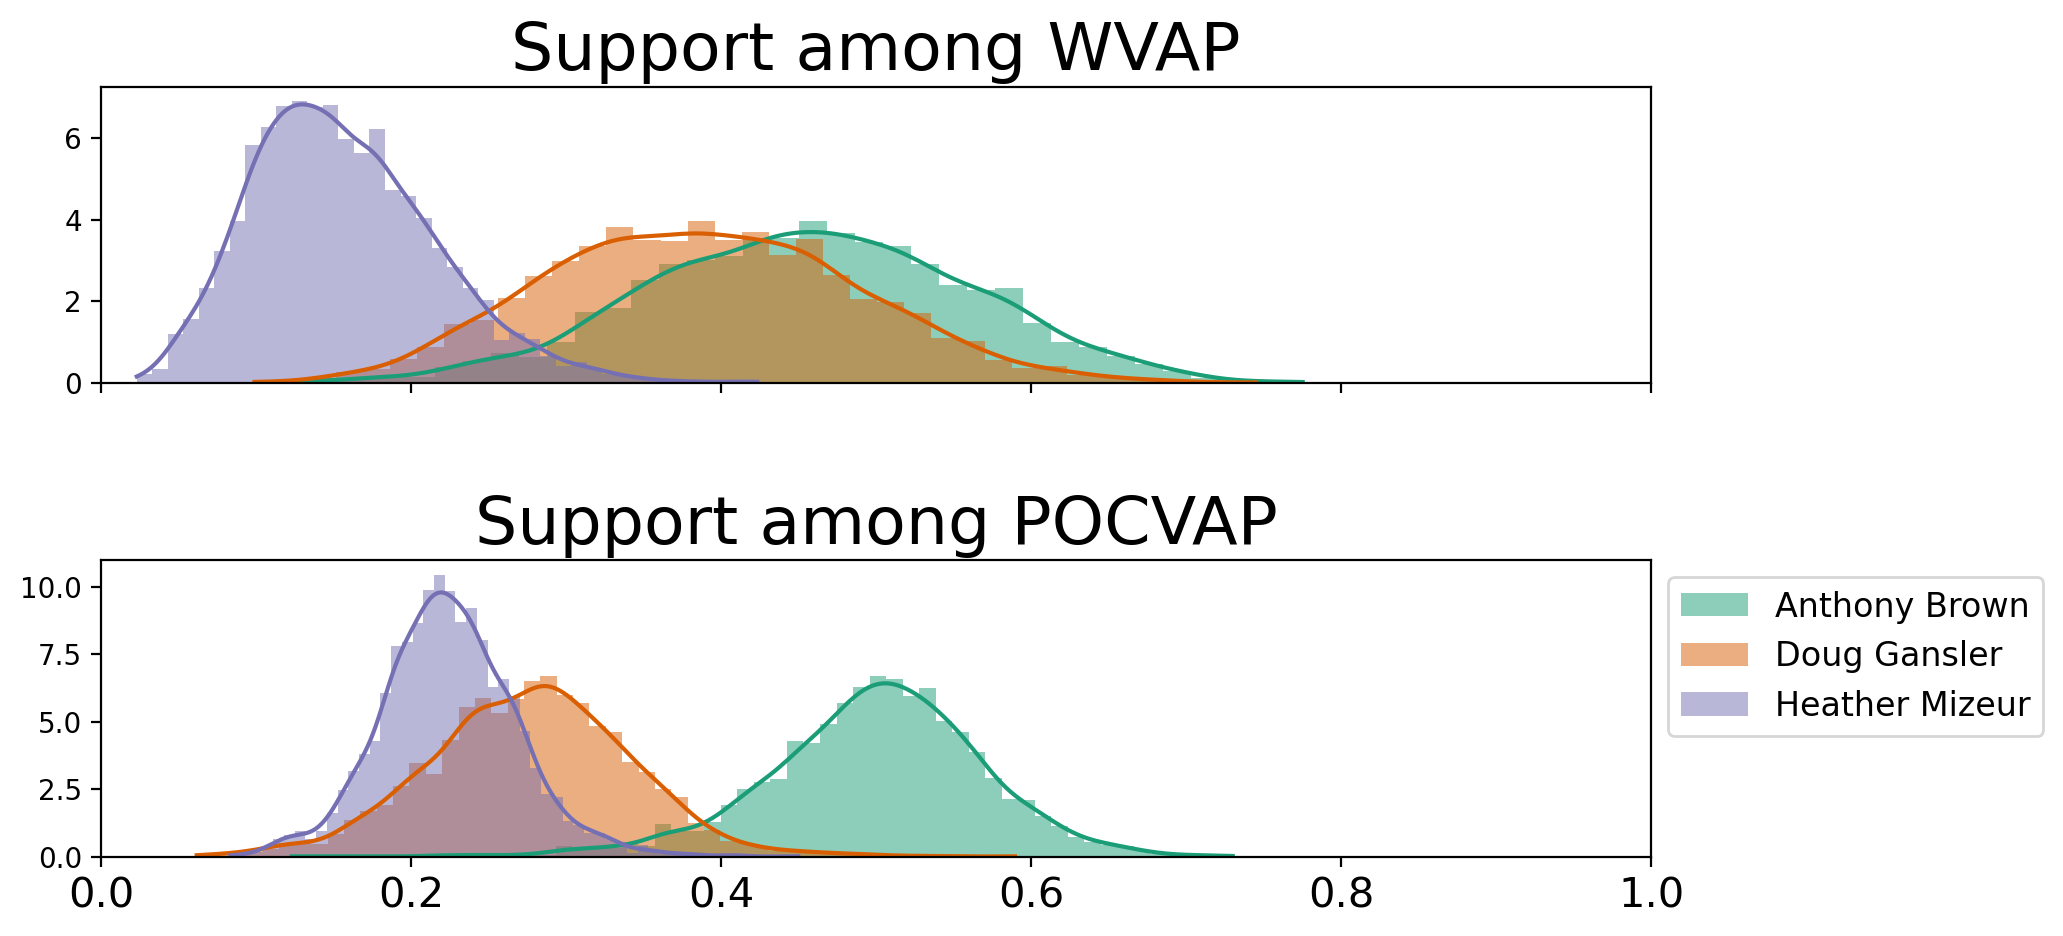 Support among WVAP
6
4
2
0
Support among POCVAP
10.0
7.5
5.0
2.5
0.0
0.0 0.2 0.4 0.6 0.8 1.0
Anthony Brown
Doug Gansler
Heather Mizeur